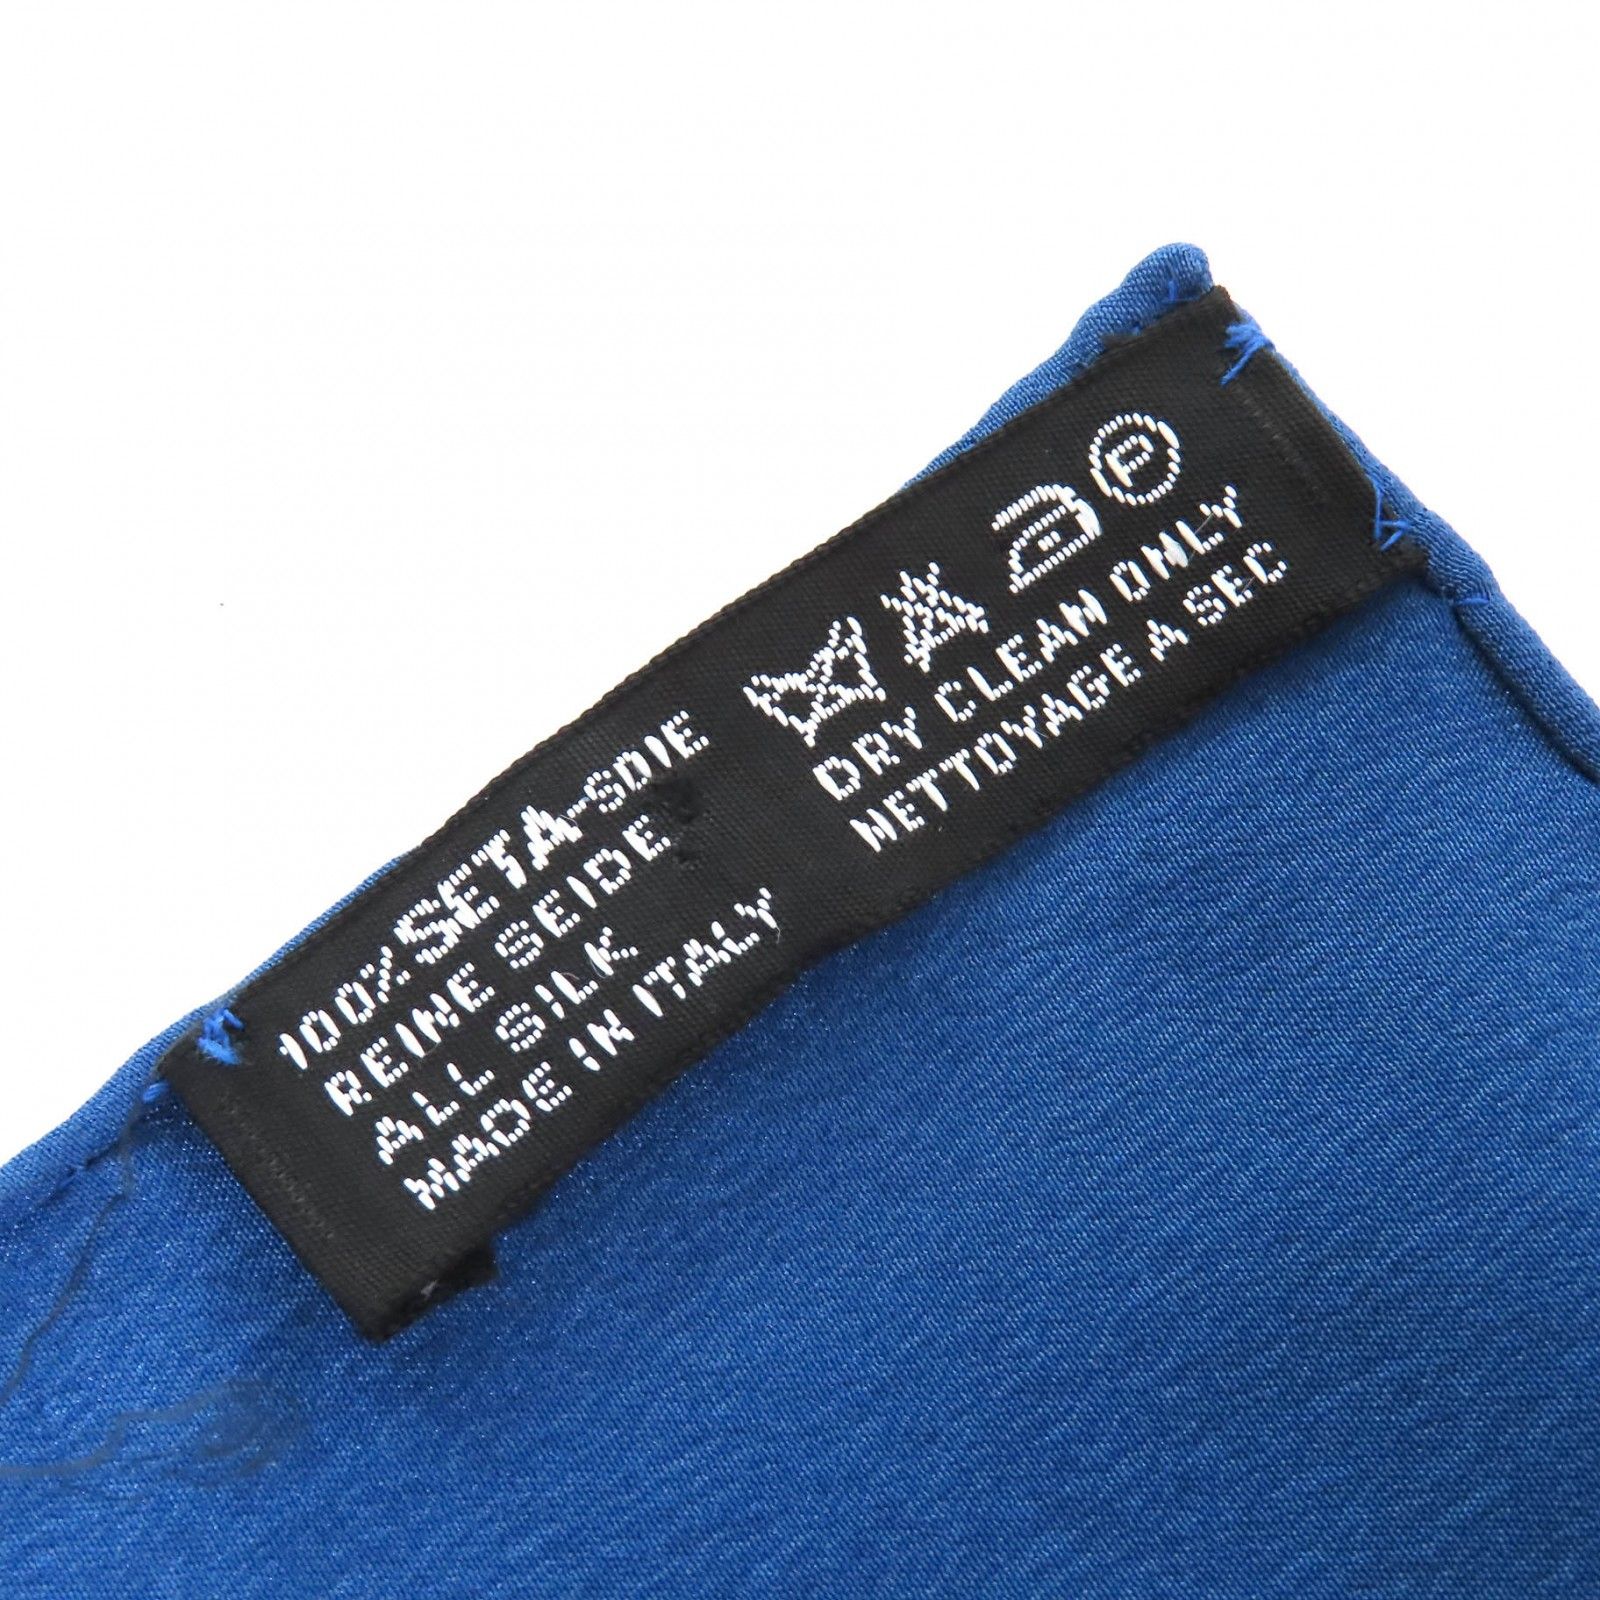 100% SETA-SOIE
REINE SEIDE
ALL SILK
MADE IN ITALY
P
DRY CLEAN ONLY
NETTOYAGE A SEC